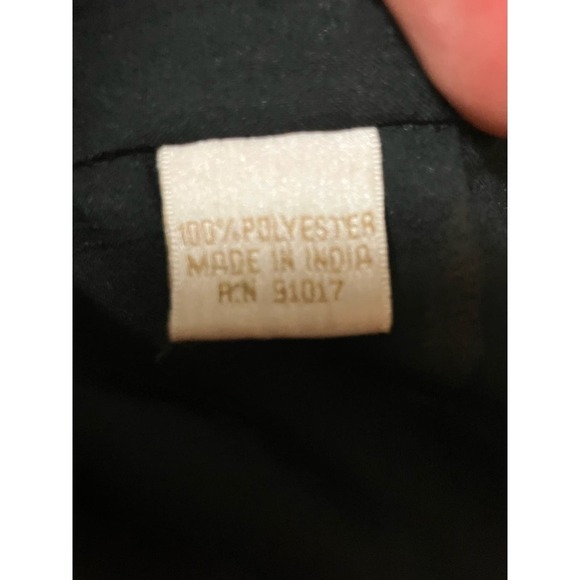 100% POLYESTER
MADE IN INDIA
RN 91017